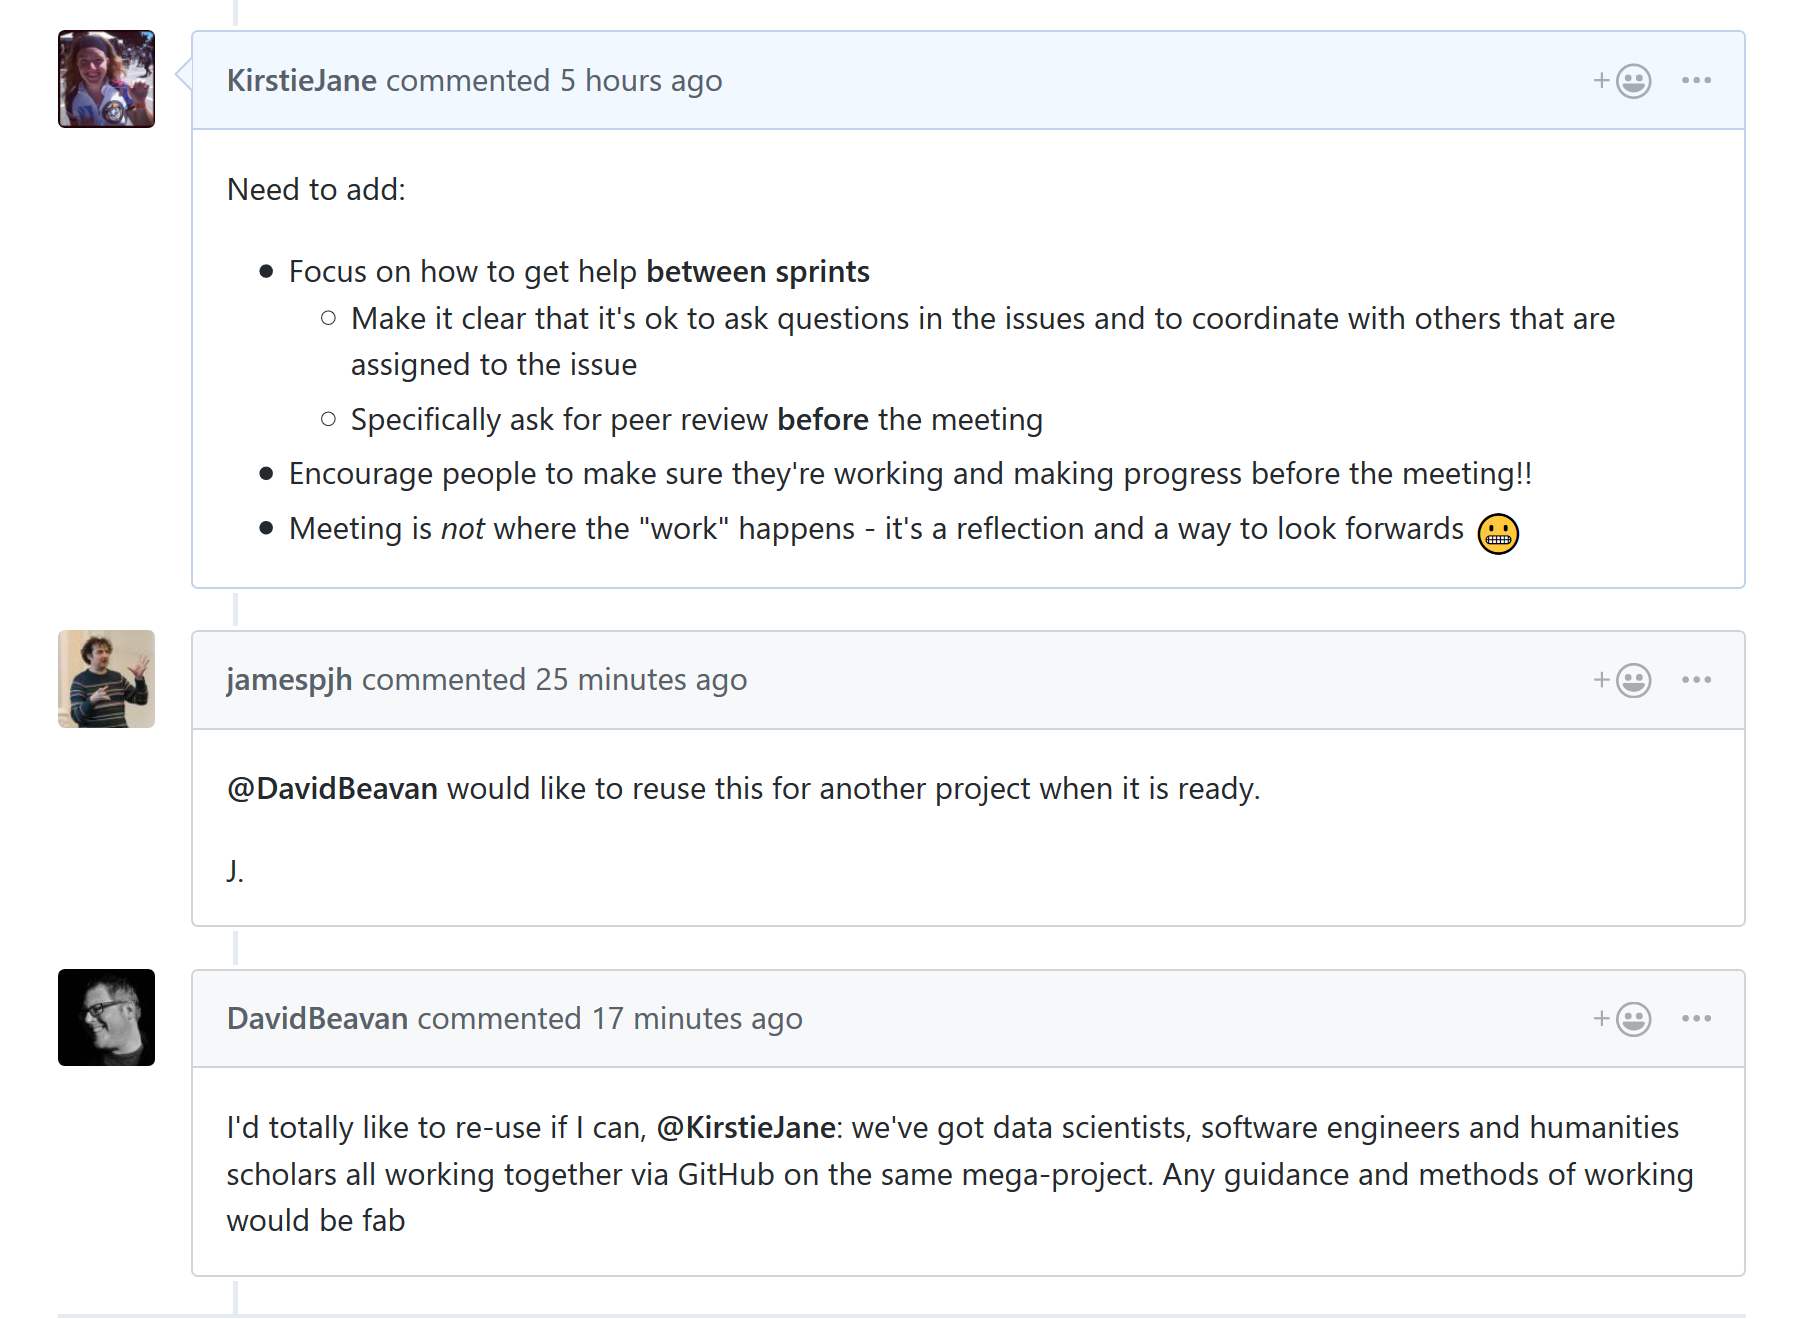 KirstieJane commented 5 hours ago
Need to add:
Focus on how to get help between sprints
Make it clear that it's ok to ask questions in the issues and to coordinate with others that are
assigned to the issue
Specifically ask for peer review before the meeting
Encourage people to make sure they're working and making progress before the meeting!!
Meeting is not where the "work" happens - it's a reflection and a way to look forwards
jamespjh commented 25 minutes ago
@DavidBeavan would like to reuse this for another project when it is ready.
J.
DavidBeavan commented 17 minutes ago
I'd totally like to re-use if I can, @KirstieJane: we've got data scientists, software engineers and humanities
scholars all working together via GitHub on the same mega-project. Any guidance and methods of working
would be fab